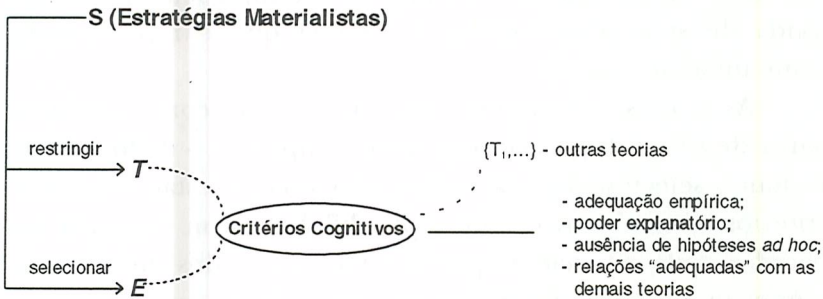 S (Estratégias Materialistas)
restringir
T
{T₁,...} - outras teorias
- adequação empírica;
Critérios Cognitivos
- poder explanatório;
- ausência de hipóteses ad hoc;
selecionar
E
- relações “adequadas” com as
demais teorias